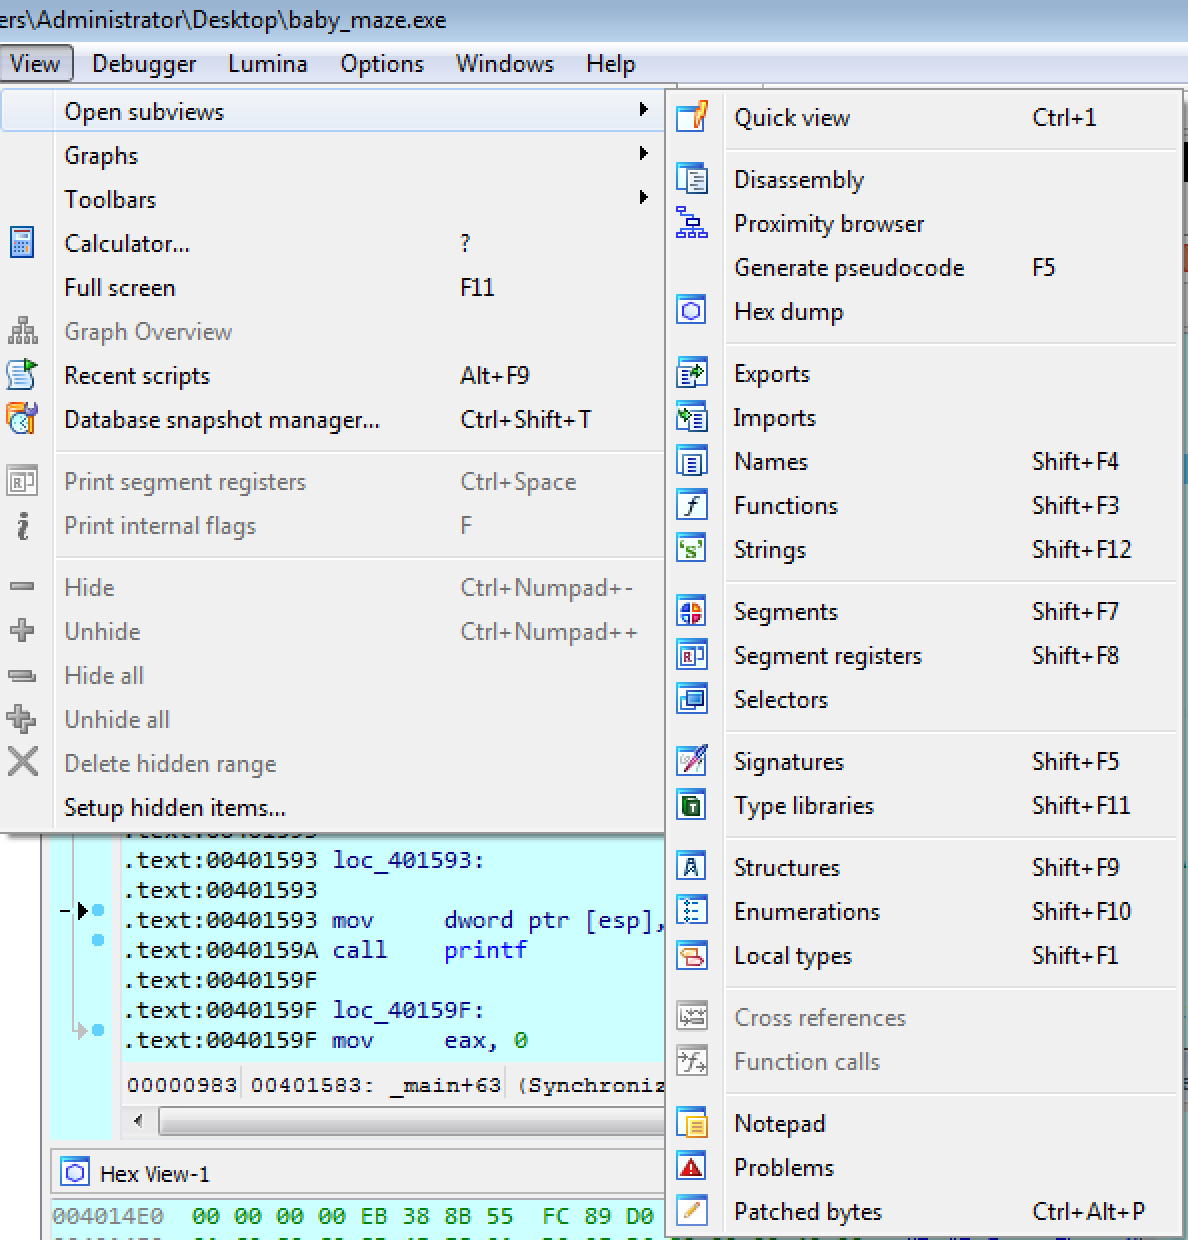 ers\Administrator\Desktop\baby_maze.exe
View Debugger Lumina Options Windows Help
Open subviews
Graphs
Toolbars
Calculator... ?
Full screen F11
Graph Overview
Recent scripts Alt+F9
Database snapshot manager... Ctrl+Shift+T
Print segment registers Ctrl+Space
Print internal flags F
Hide Ctrl+Numpad+-
Unhide Ctrl+Numpad++
Hide all
Unhide all
Delete hidden range
Setup hidden items...
Quick view Ctrl+1
Disassembly
Proximity browser
Generate pseudocode F5
Hex dump
Exports
Imports
Names Shift+F4
Functions Shift+F3
Strings Shift+F12
Segments Shift+F7
Segment registers Shift+F8
Selectors
Signatures Shift+F5
Type libraries Shift+F11
Structures Shift+F9
Enumerations Shift+F10
Local types Shift+F1
Cross references
Function calls
Notepad
Problems
Patched bytes Ctrl+Alt+P
.text:00401593 loc_401593:
.text:00401593
.text:00401593 mov dword ptr [esp],
.text:0040159A call printf
.text:0040159F
.text:0040159F loc_40159F:
.text:0040159F mov eax, 0
00000983 00401583: _main+63 (Synchroniz
Hex View-1
004014E0 00 00 00 00 EB 38 8B 55 FC 89 D0